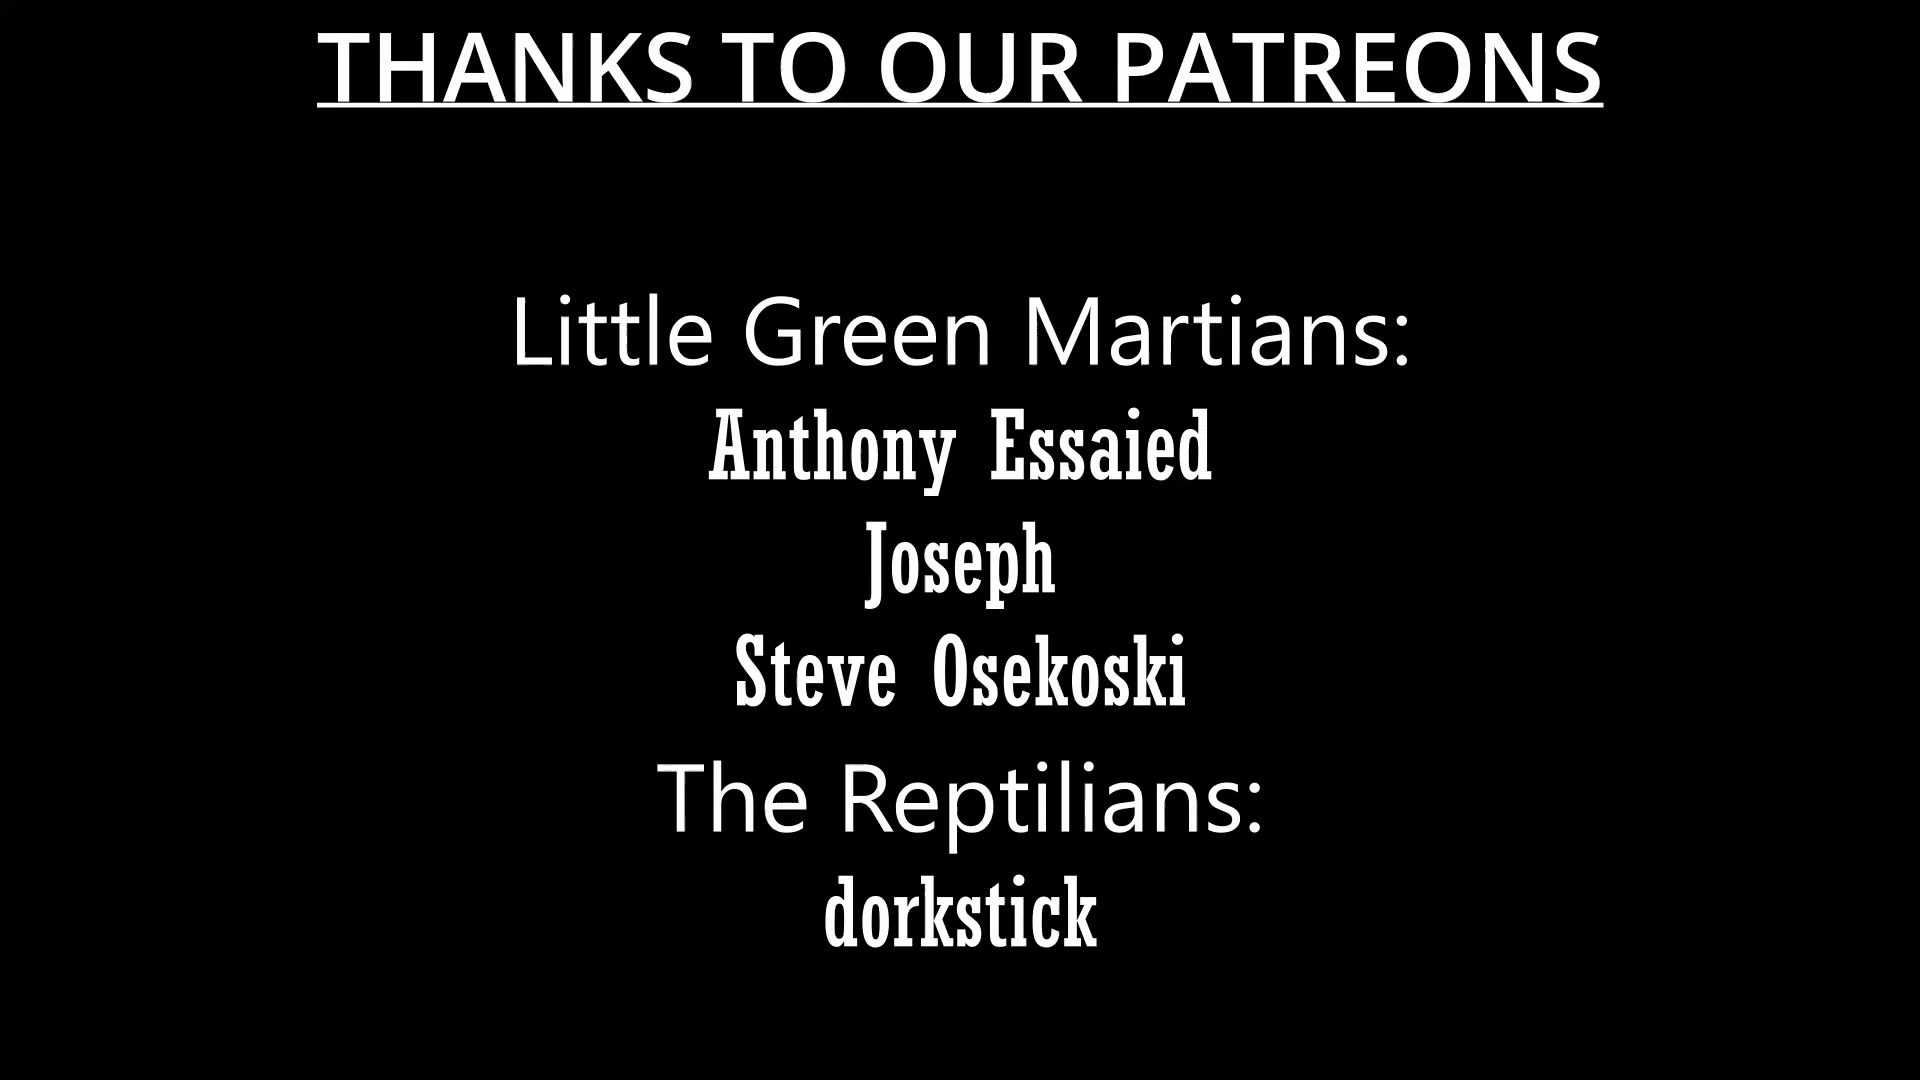 THANKS TO OUR PATREONS
Little Green Martians:
Anthony Essaied
Joseph
Steve Osekoski
The Reptilians:
dorkstick